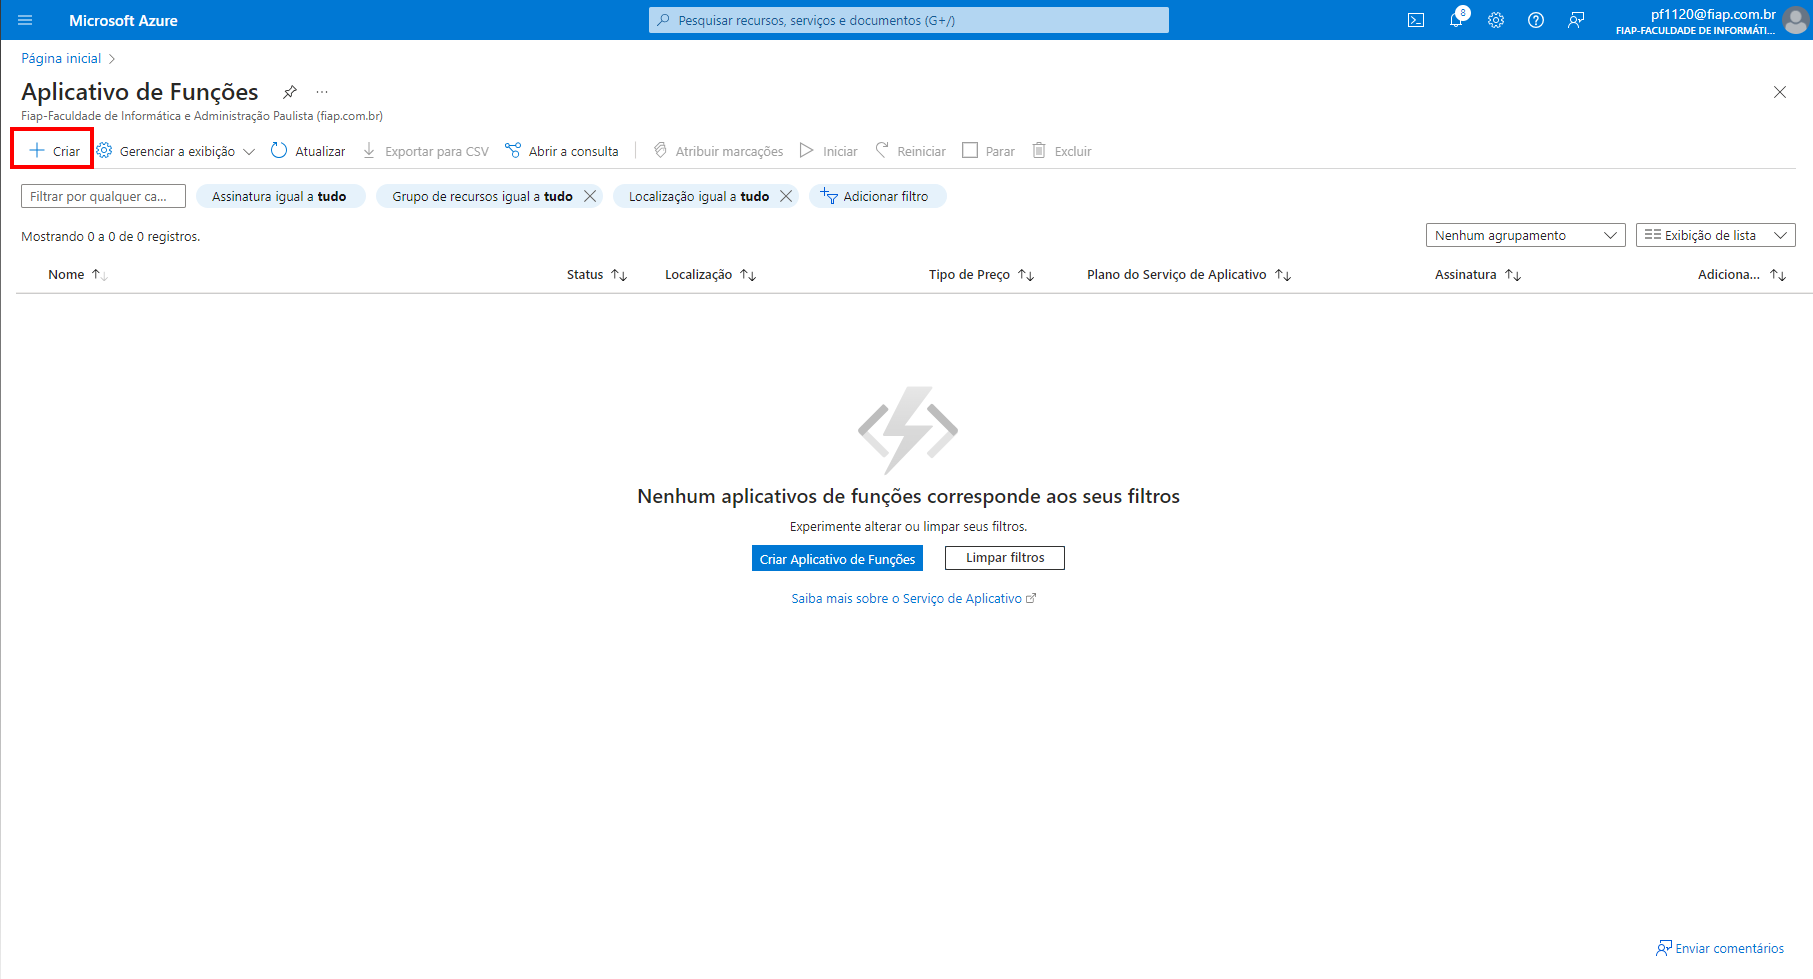 Microsoft Azure
Pesquisar recursos, serviços e documentos (G+/)
8
pf1120@fiap.com.br
FIAP-FACULDADE DE INFORMÁTI...
Página inicial
Aplicativo de Funções
Fiap-Faculdade de Informática e Administração Paulista (fiap.com.br)
Criar Gerenciar a exibição Atualizar Exportar para CSV Abrir a consulta Atribuir marcações Iniciar Reiniciar Parar Excluir
Filtrar por qualquer ca... Assinatura igual a tudo Grupo de recursos igual a tudo Localização igual a tudo Adicionar filtro
Mostrando 0 a 0 de 0 registros. Nenhum agrupamento Exibição de lista
Nome Status Localização Tipo de Preço Plano do Serviço de Aplicativo Assinatura Adiciona...
Nenhum aplicativos de funções corresponde aos seus filtros
Experimente alterar ou limpar seus filtros.
Criar Aplicativo de Funções Limpar filtros
Saiba mais sobre o Serviço de Aplicativo
Enviar comentários